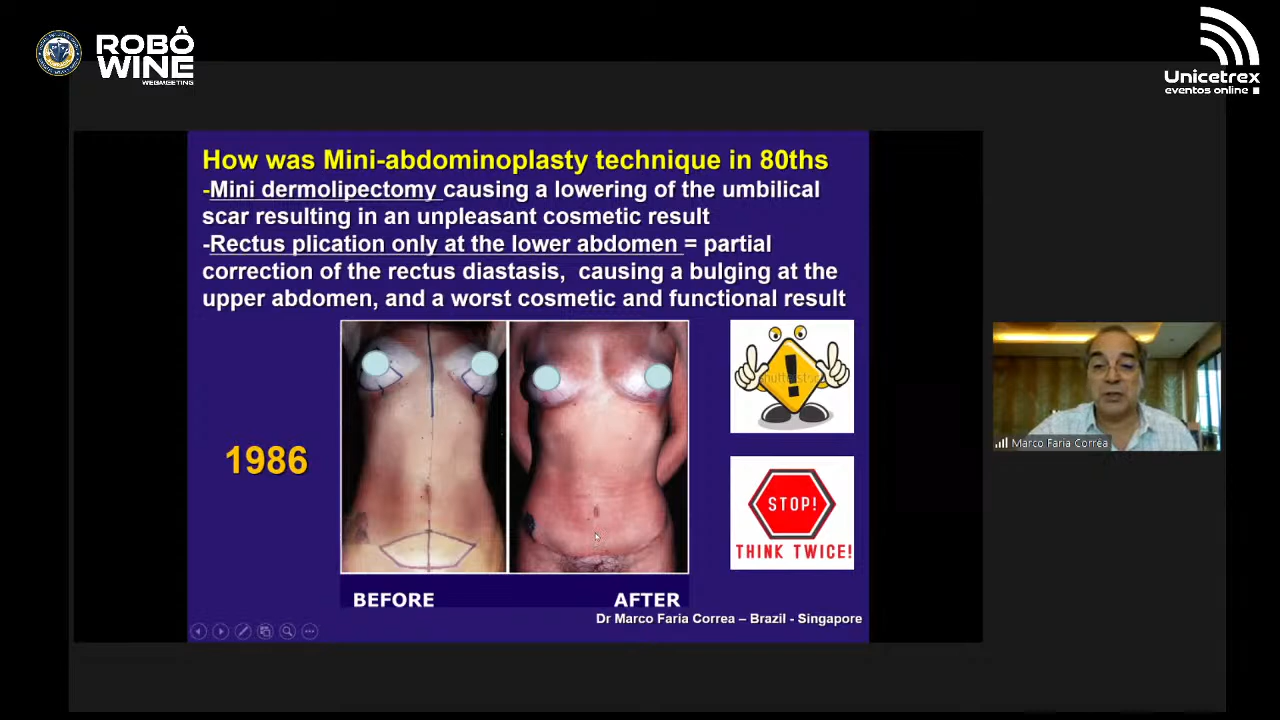 ROBÔ
WINE
WEBMEETING
Unicetrex
eventos online
How was Mini-abdominoplasty technique in 80ths
-Mini dermolipectomy causing a lowering of the umbilical
scar resulting in an unpleasant cosmetic result
-Rectus plication only at the lower abdomen = partial
correction of the rectus diastasis, causing a bulging at the
upper abdomen, and a worst cosmetic and functional result
1986
!
STOP!
THINK TWICE!
Marco Faria Corrêa
BEFORE
AFTER
Dr Marco Faria Correa – Brazil - Singapore